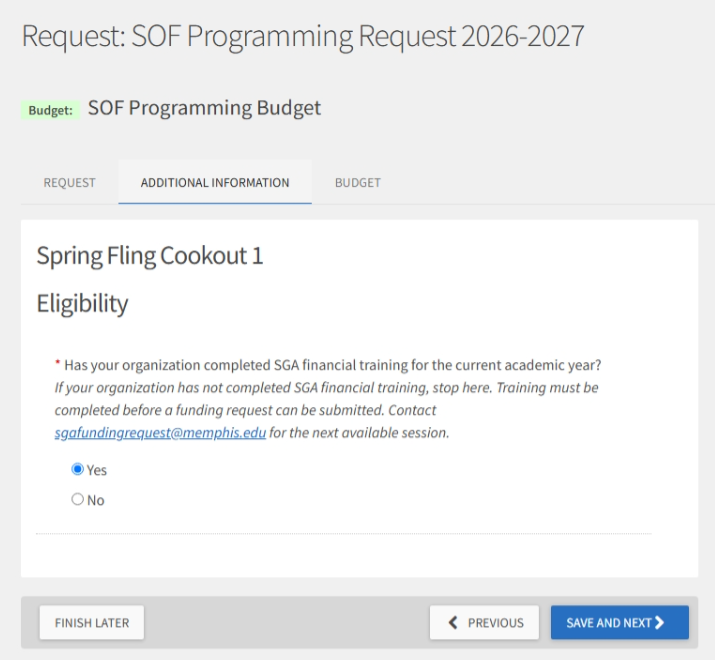 Request: SOF Programming Request 2026-2027
Budget: SOF Programming Budget
REQUEST ADDITIONAL INFORMATION BUDGET
Spring Fling Cookout 1
Eligibility
* Has your organization completed SGA financial training for the current academic year?
If your organization has not completed SGA financial training, stop here. Training must be
completed before a funding request can be submitted. Contact
sgafundingrequest@memphis.edu for the next available session.
Yes
No
FINISH LATER PREVIOUS SAVE AND NEXT